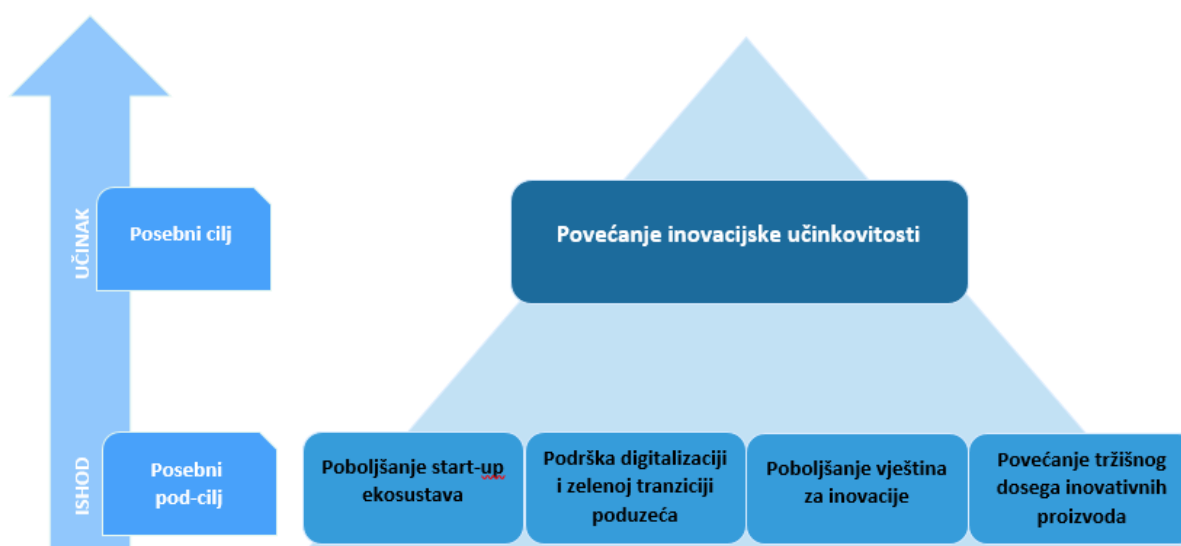 UČINAK
Posebni cilj
Povećanje inovacijske učinkovitosti
ISHOD
Posebni
pod-cilj
Poboljšanje start-up
ekosustava
Podrška digitalizaciji
i zelenoj tranziciji
poduzeća
Poboljšanje vještina
za inovacije
Povećanje tržišnog
dosega inovativnih
proizvoda